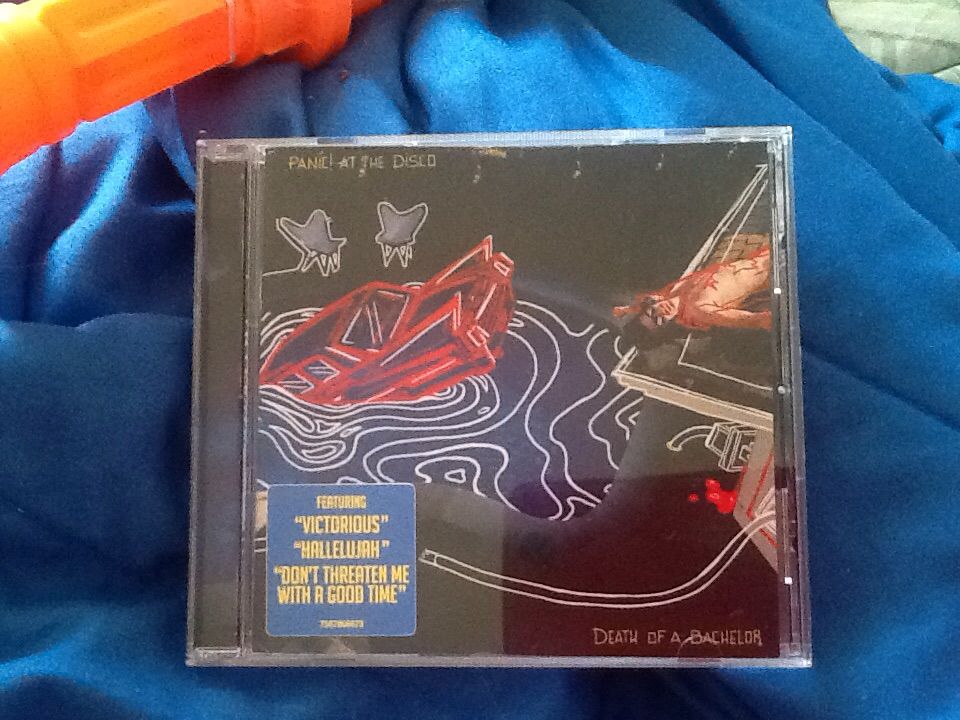 PANIC! AT THE DISCO
FEATURING
"VICTORIOUS"
"HALLELUJAH"
"DON'T THREATEN ME
WITH A GOOD TIME"
DEATH OF A BACHELOR